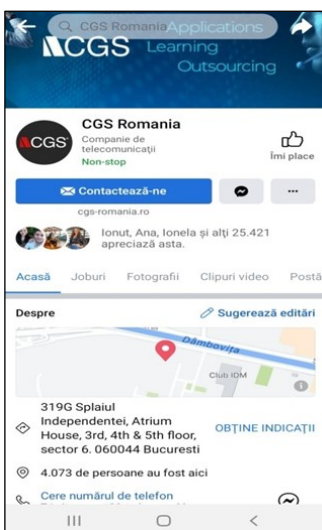 CGS Romania
Applications
CGS
Learning
Outsourcing
CGS
CGS Romania
Companie de
telecomunicații
Non-stop
Îmi place
Contactează-ne
cgs-romania.ro
Ionut, Ana, Ionela și alți 25.421
apreciază asta.
Acasă Joburi Fotografii Clipuri video Postă
Despre
Sugerează editări
Dâmbovița
Club IDM
319G Splaiul
Independentei, Atrium
House, 3rd, 4th & 5th floor,
sector 6. 060044 Bucuresti
OBȚINE INDICAȚII
4.073 de persoane au fost aici
Cere numărul de telefon